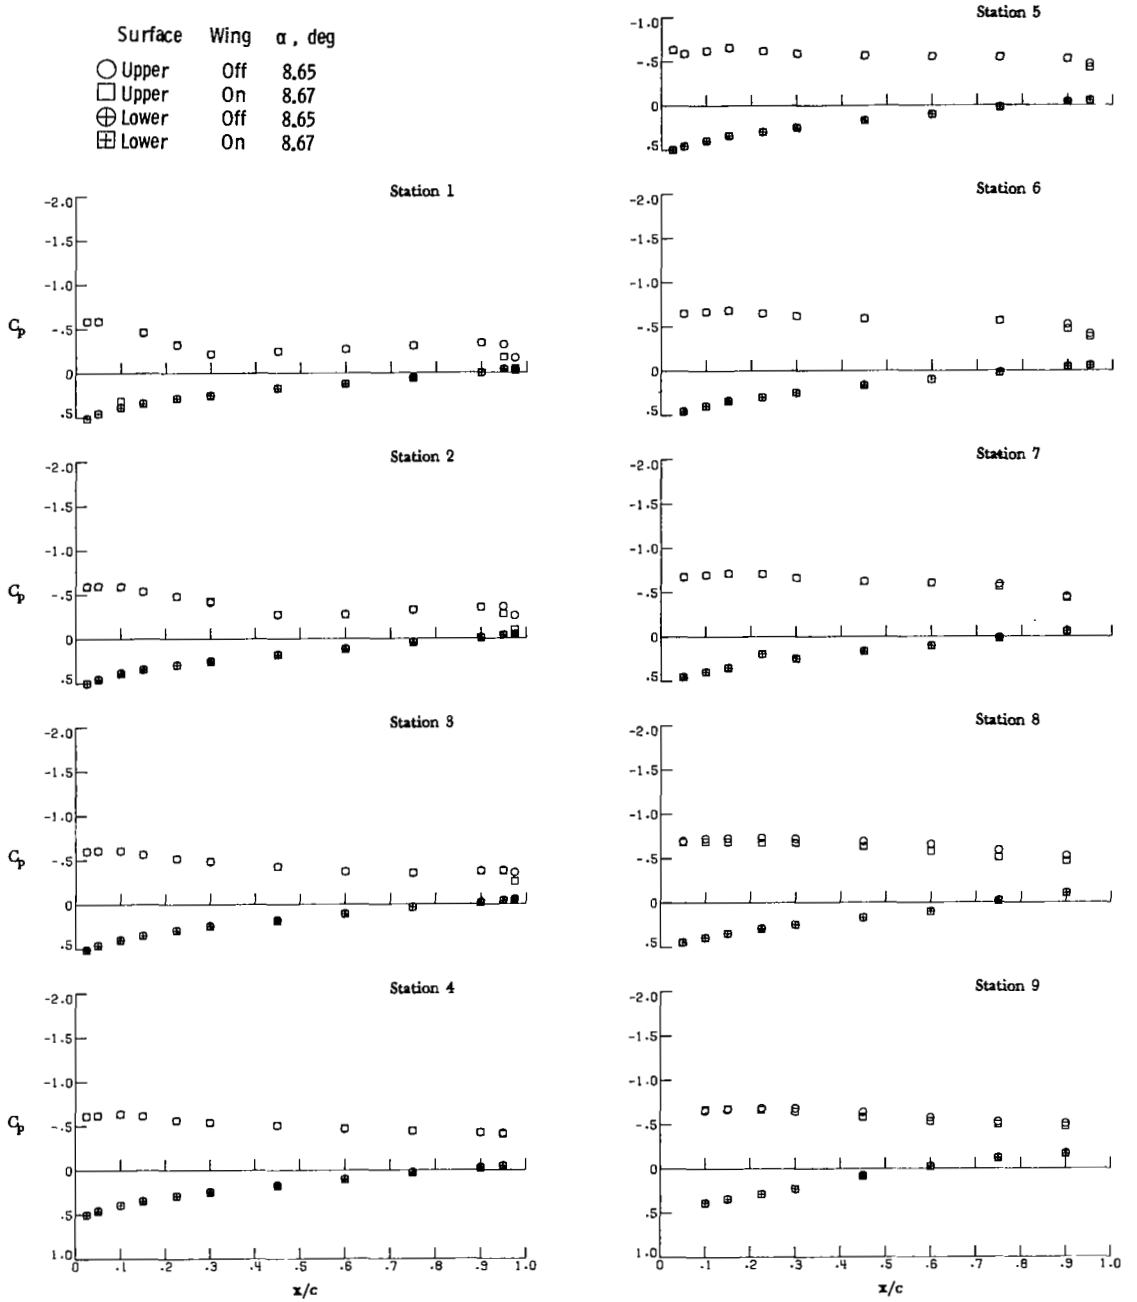 Surface Wing α, deg
Upper Off 8.65
Upper On 8.67
Lower Off 8.65
Lower On 8.67
Station 1
-2.0
-1.5
-1.0
-.5
0
.5
Cp
Station 2
-2.0
-1.5
-1.0
-.5
0
.5
Cp
Station 3
-2.0
-1.5
-1.0
-.5
0
.5
Cp
Station 4
-2.0
-1.5
-1.0
-.5
0
.5
1.0
Cp
0 .1 .2 .3 .4 .5 .6 .7 .8 .9 1.0
x/c
Station 5
-1.0
-.5
0
.5
Station 6
-2.0
-1.5
-1.0
-.5
0
.5
Station 7
-2.0
-1.5
-1.0
-.5
0
.5
Station 8
-2.0
-1.5
-1.0
-.5
0
.5
Station 9
-2.0
-1.5
-1.0
-.5
0
.5
1.0
0 .1 .2 .3 .4 .5 .6 .7 .8 .9 1.0
x/c